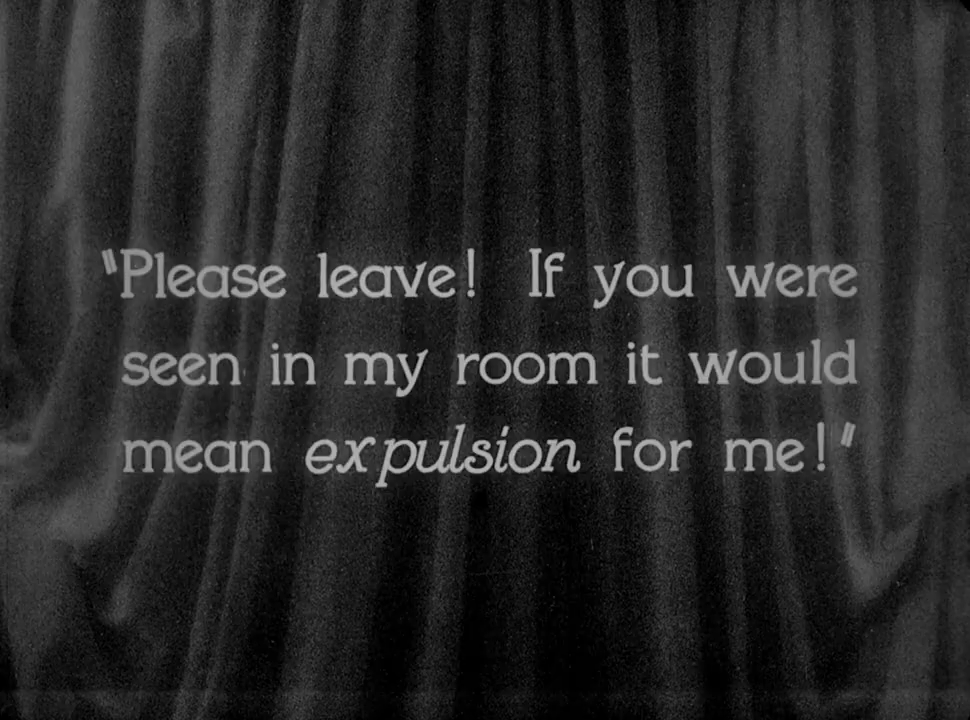 "Please leave! If you were
seen in my room it would
mean expulsion for me!"